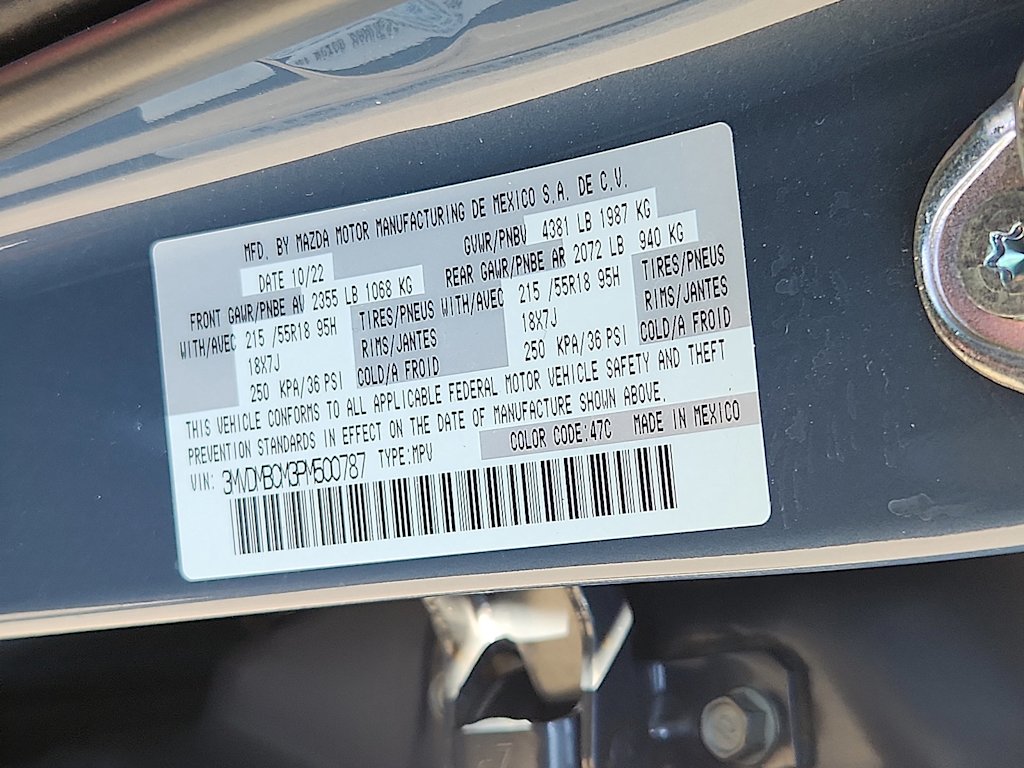 MFD. BY MAZDA MOTOR MANUFACTURING DE MEXICO S.A. DE C.V.
DATE 10/22 GVWR/PNBV 4381 LB 1987 KG
FRONT GAWR/PNBE AV 2355 LB 1068 KG REAR GAWR/PNBE AR 2072 LB 940 KG
WITH/AVEC 215 /55R18 95H TIRES/PNEUS WITH/AVEC 215 /55R18 95H TIRES/PNEUS
18X7J RIMS/JANTES 18X7J RIMS/JANTES
250 KPA/36 PSI COLD/A FROID 250 KPA/36 PSI COLD/A FROID
THIS VEHICLE CONFORMS TO ALL APPLICABLE FEDERAL MOTOR VEHICLE SAFETY AND THEFT
PREVENTION STANDARDS IN EFFECT ON THE DATE OF MANUFACTURE SHOWN ABOVE.
VIN: 3MVDMBCM3PM500787 TYPE:MPV COLOR CODE:47C MADE IN MEXICO